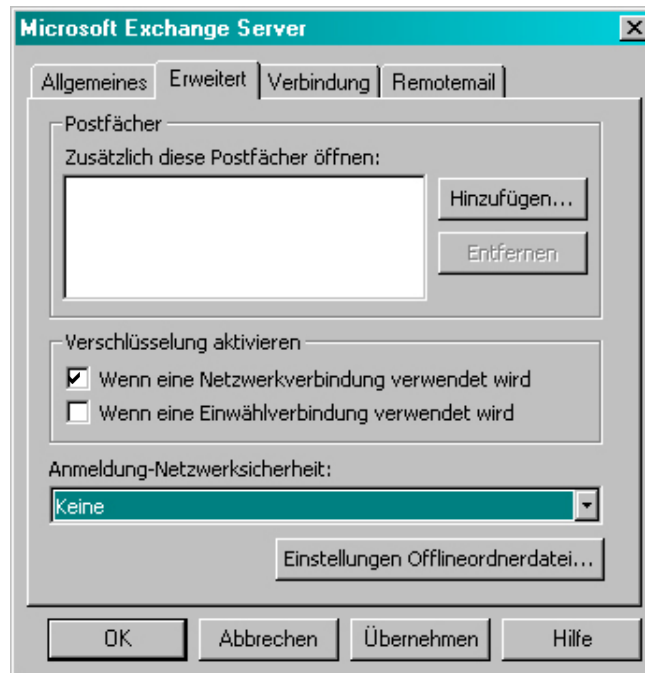 Microsoft Exchange Server
Allgemeines Erweitert Verbindung Remotemail
Postfächer
Zusätzlich diese Postfächer öffnen:
Hinzufügen...
Entfernen
Verschlüsselung aktivieren
Wenn eine Netzwerkverbindung verwendet wird
Wenn eine Einwählverbindung verwendet wird
Anmeldung-Netzwerksicherheit:
Keine
Einstellungen Offlineordnerdatei...
OK Abbrechen Übernehmen Hilfe